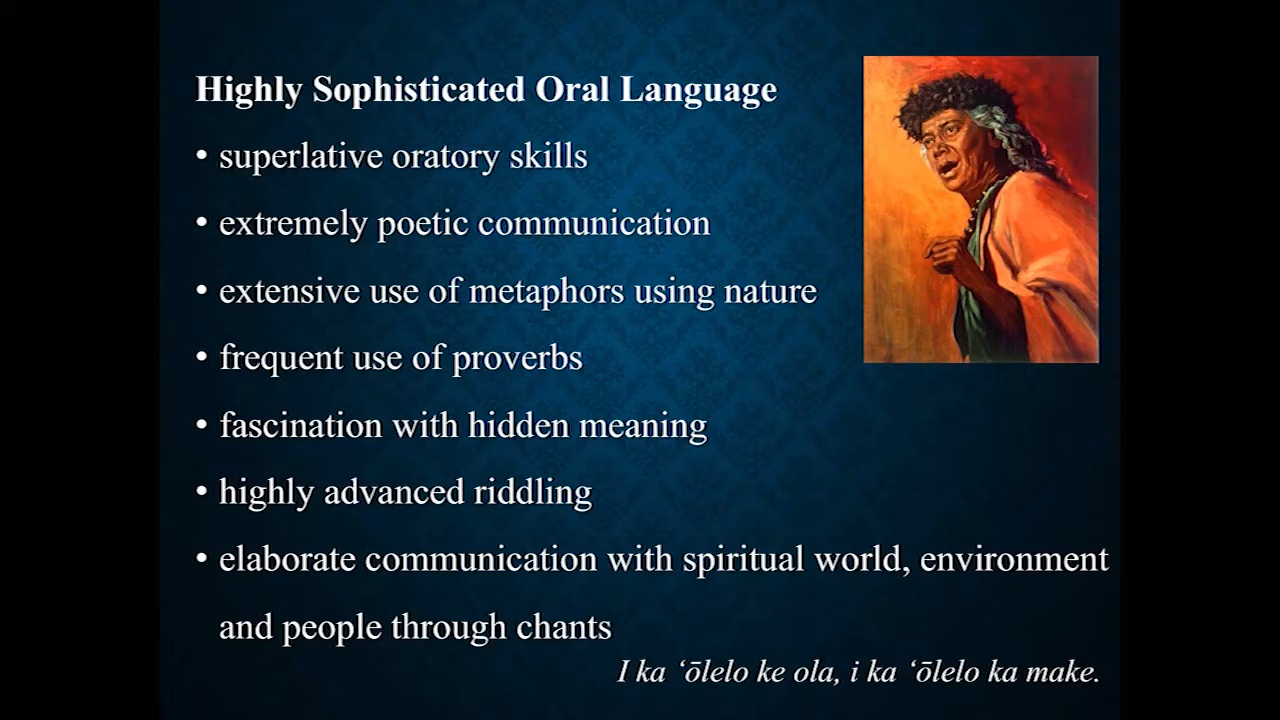 Highly Sophisticated Oral Language
• superlative oratory skills
• extremely poetic communication
• extensive use of metaphors using nature
• frequent use of proverbs
• fascination with hidden meaning
• highly advanced riddling
• elaborate communication with spiritual world, environment
and people through chants
I ka ʻōlelo ke ola, i ka ʻōlelo ka make.